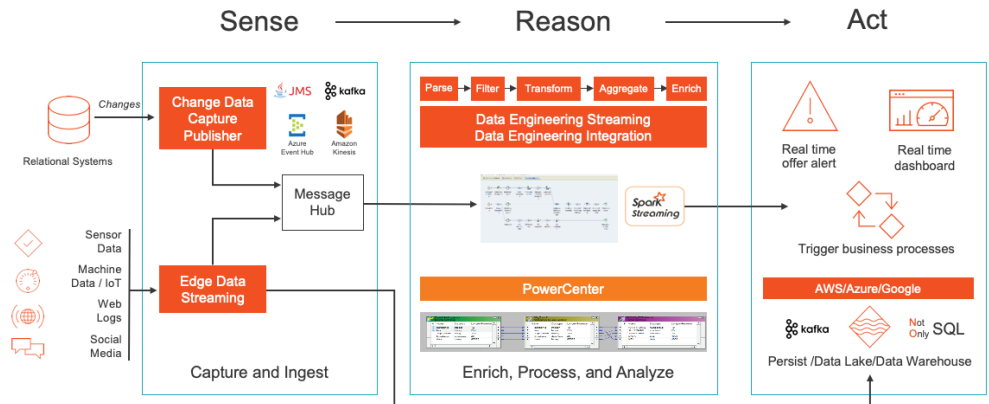 Sense
Reason
Act
Changes
Relational Systems
Change Data
Capture
Publisher
JMS
kafka
Azure
Event Hub
Amazon
Kinesis
Message
Hub
Sensor
Data
Machine
Data / IoT
Web
Logs
Social
Media
Edge Data
Streaming
Capture and Ingest
Parse
Filter
Transform
Aggregate
Enrich
Data Engineering Streaming
Data Engineering Integration
Spark
Streaming
PowerCenter
Enrich, Process, and Analyze
Real time
offer alert
Real time
dashboard
Trigger business processes
AWS/Azure/Google
kafka
Not
Only SQL
Persist /Data Lake/Data Warehouse